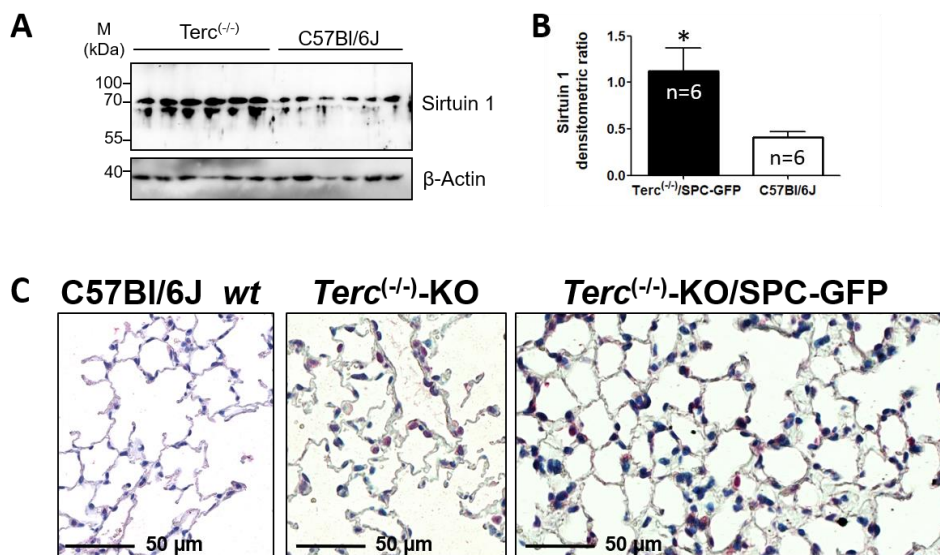 A
M
(kDa)
Terc(-/-)
C57Bl/6J
100
70
55
40
Sirtuin 1
β-Actin
B
Sirtuin 1
densitometric ratio
1.5
1.0
0.5
0.0
*
n=6
n=6
Terc(-/-)/SPC-GFP
C57Bl/6J
C
C57Bl/6J wt
Terc(-/-)-KO
Terc(-/-)-KO/SPC-GFP
50 µm
50 µm
50 µm